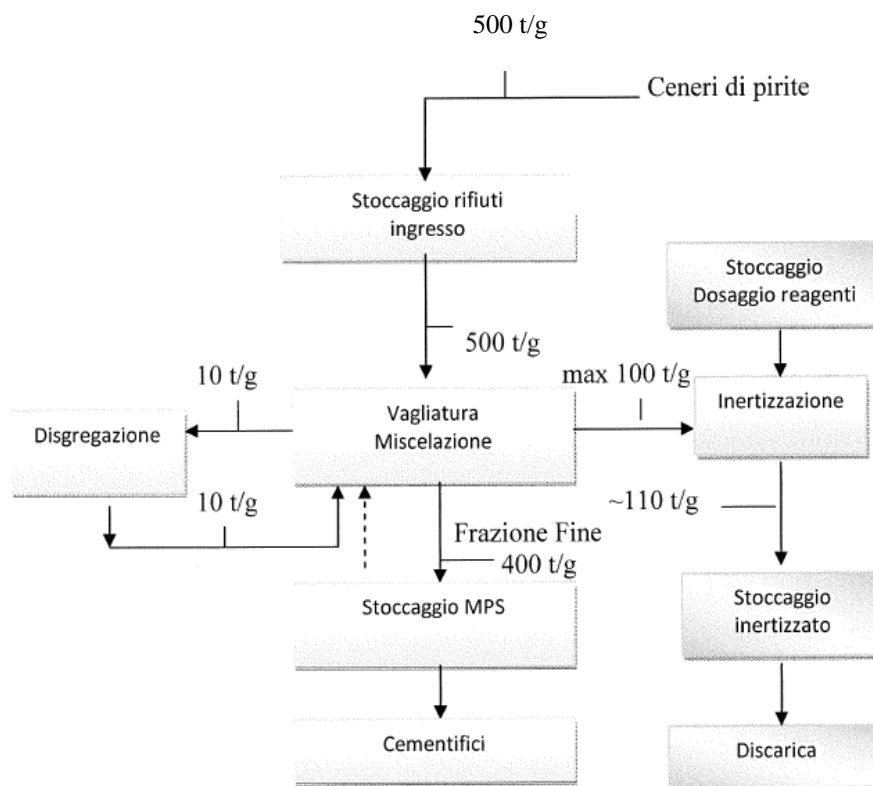 500 t/g
Ceneri di pirite
Stoccaggio rifiuti
ingresso
Stoccaggio
Dosaggio reagenti
500 t/g
10 t/g
max 100 t/g
Disgregazione
Vagliatura
Miscelazione
Inertizzazione
10 t/g
~110 t/g
Frazione Fine
400 t/g
Stoccaggio MPS
Stoccaggio
inertizzato
Cementifici
Discarica